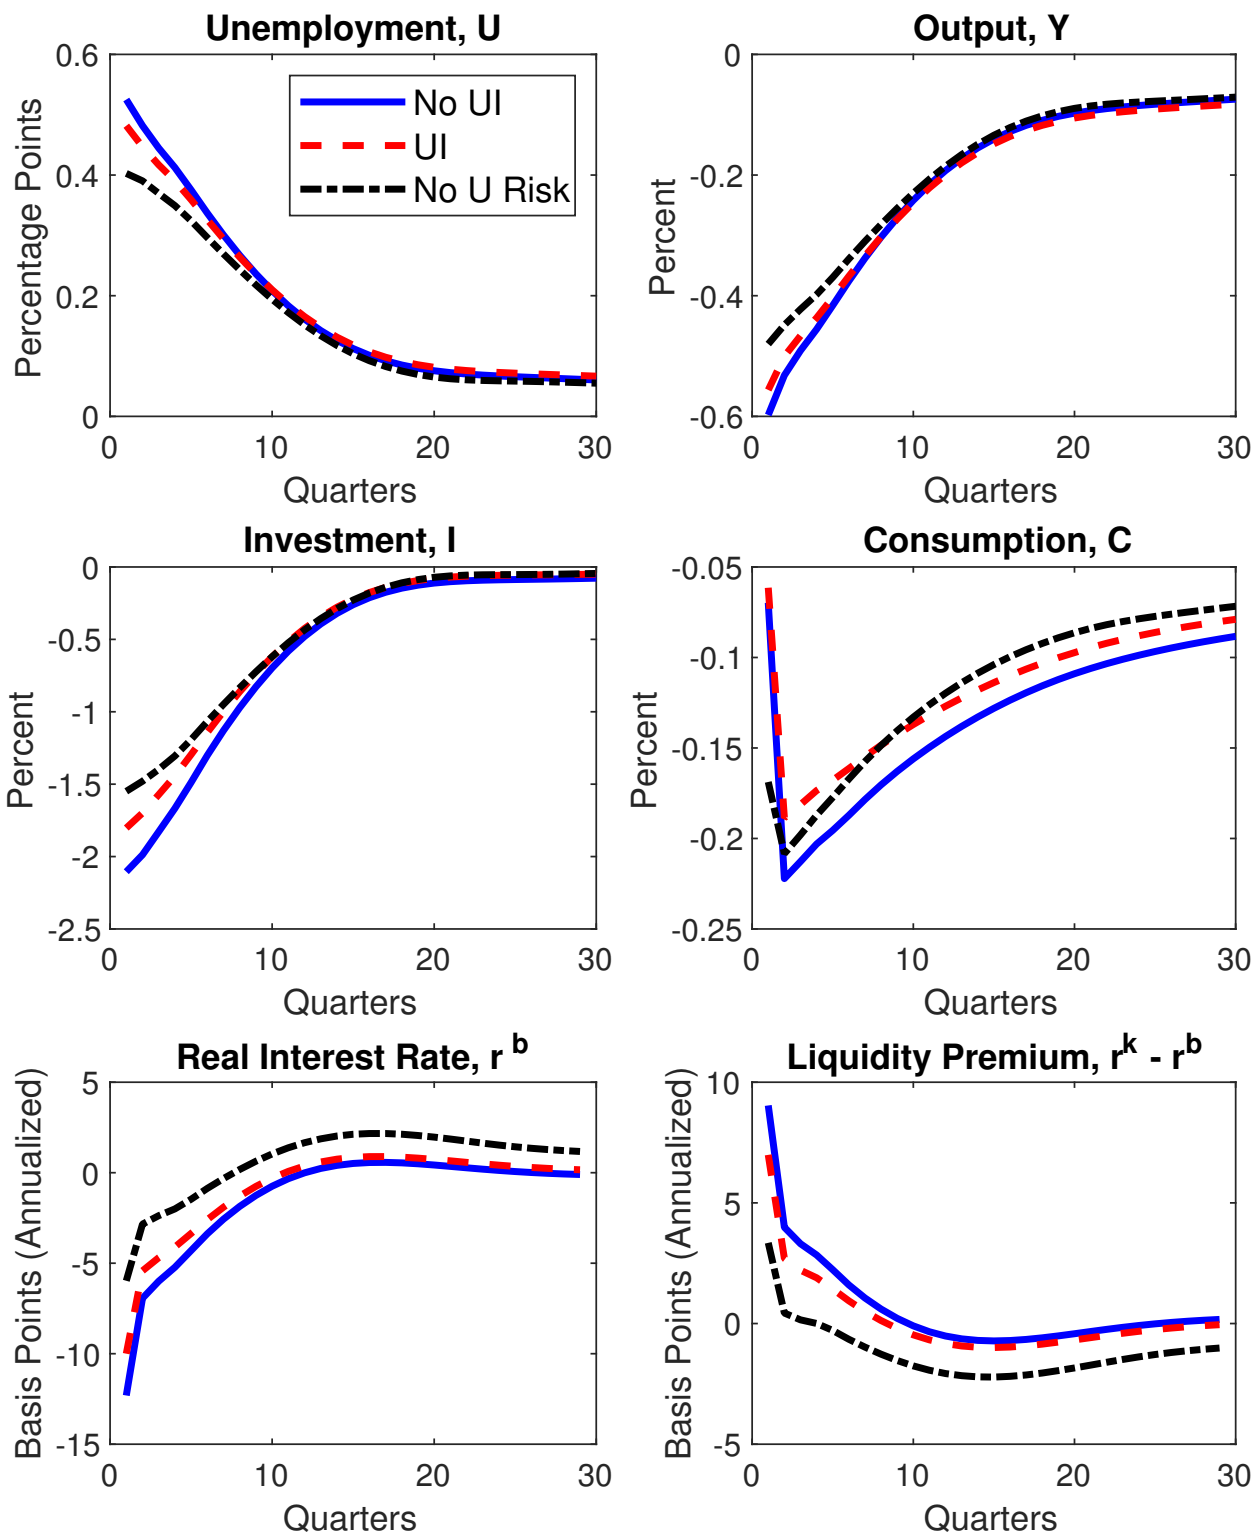 Unemployment, U
0.6
0.4
0.2
0
Percentage Points
No UI
UI
No U Risk
0
10
20
30
Quarters
Output, Y
0
-0.2
-0.4
-0.6
Percent
0
10
20
30
Quarters
Investment, I
0
-0.5
-1
-1.5
-2
-2.5
Percent
0
10
20
30
Quarters
Consumption, C
-0.05
-0.1
-0.15
-0.2
-0.25
Percent
0
10
20
30
Quarters
Real Interest Rate, r^b
5
0
-5
-10
-15
Basis Points (Annualized)
0
10
20
30
Quarters
Liquidity Premium, r^k - r^b
10
5
0
-5
Basis Points (Annualized)
0
10
20
30
Quarters